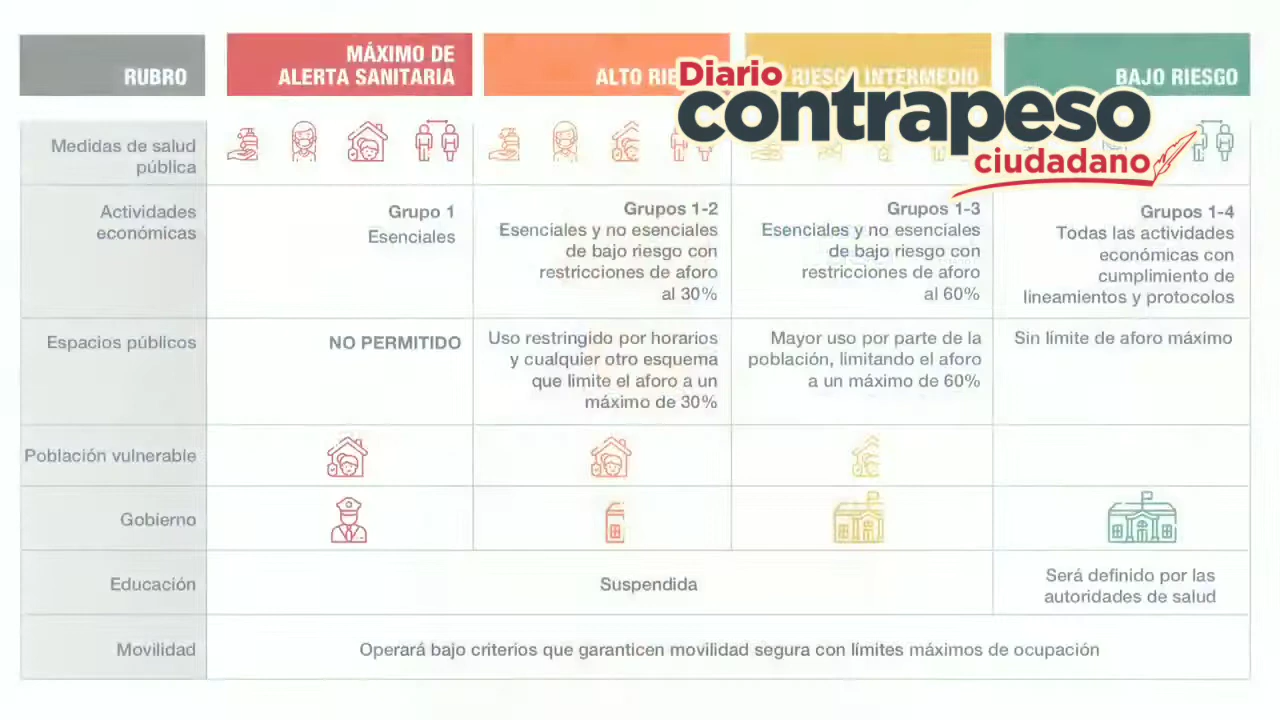 RUBRO
MÁXIMO DE
ALERTA SANITARIA
ALTO
RIESGO INTERMEDIO
BAJO RIESGO
Diario
contrapeso
ciudadano
Medidas de salud
pública
Actividades
económicas
Grupo 1
Esenciales
Grupos 1-2
Esenciales y no esenciales
de bajo riesgo con
restricciones de aforo
al 30%
Grupos 1-3
Esenciales y no esenciales
de bajo riesgo con
restricciones de aforo
al 60%
Grupos 1-4
Todas las actividades
económicas con
cumplimiento de
lineamientos y protocolos
Espacios públicos
NO PERMITIDO
Uso restringido por horarios
y cualquier otro esquema
que limite el aforo a un
máximo de 30%
Mayor uso por parte de la
población, limitando el aforo
a un máximo de 60%
Sin límite de aforo máximo
Población vulnerable
Gobierno
Educación
Suspendida
Será definido por las
autoridades de salud
Movilidad
Operará bajo criterios que garanticen movilidad segura con límites máximos de ocupación